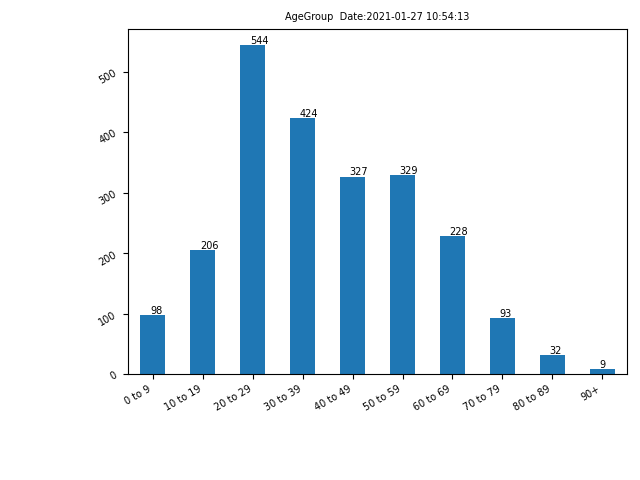 AgeGroup  Date:2021-01-27 10:54:13
500
400
300
200
100
0
544
424
327
329
206
228
98
93
32
9
0 to 9
10 to 19
20 to 29
30 to 39
40 to 49
50 to 59
60 to 69
70 to 79
80 to 89
90+